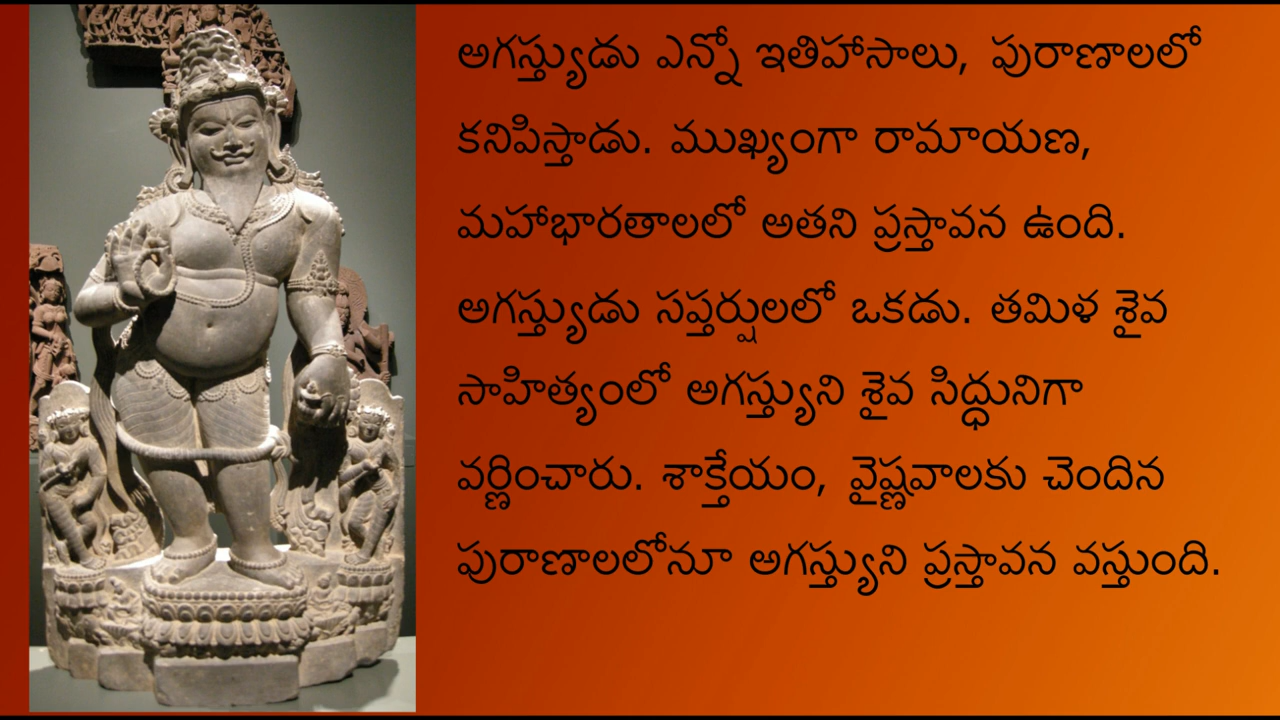 అగస్త్యుడు ఎన్నో ఇతిహాసాలు, పురాణాలలో
కనిపిస్తాడు. ముఖ్యంగా రామాయణ,
మహాభారతాలలో అతని ప్రస్తావన ఉంది.
అగస్త్యుడు సప్తర్షులలో ఒకడు. తమిళ శైవ
సాహిత్యంలో అగస్త్యుని శైవ సిద్ధునిగా
వర్ణించారు. శాక్తేయం, వైష్ణవాలకు చెందిన
పురాణాలలోనూ అగస్త్యుని ప్రస్తావన వస్తుంది.